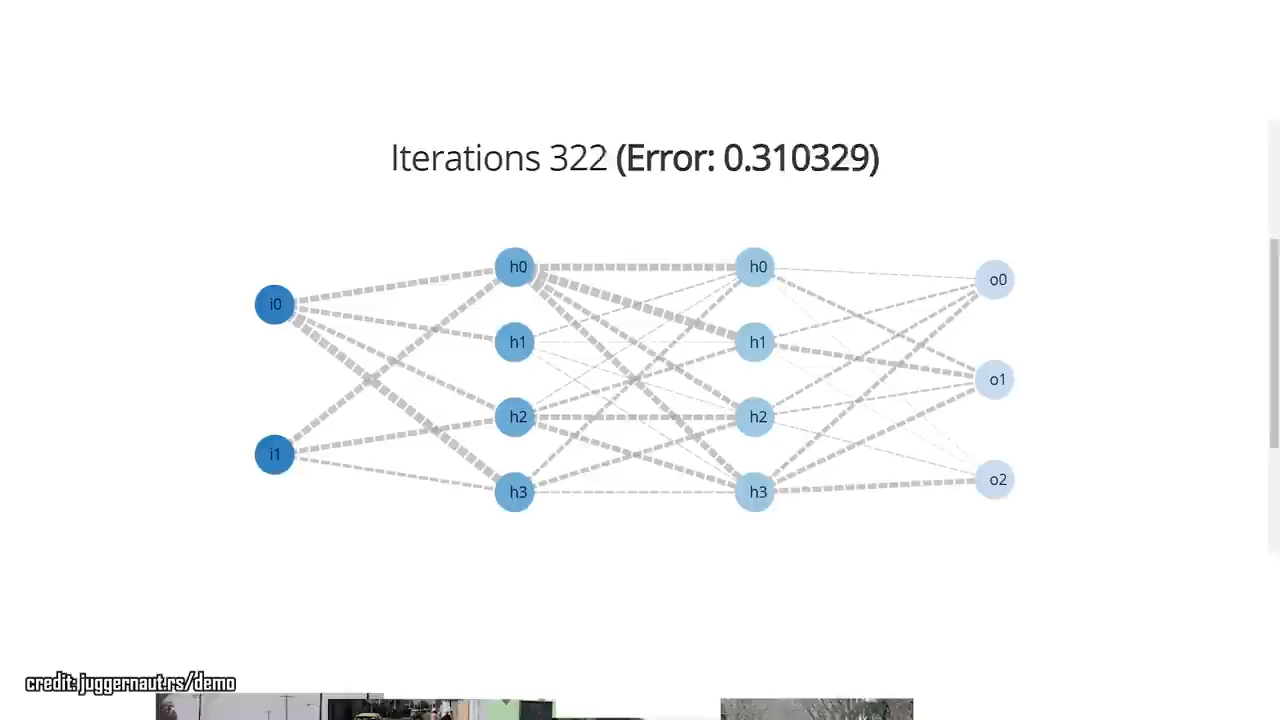 Iterations 322 (Error: 0.310329)
h0 h0
o0
i0
h1 h1
o1
h2 h2
i1
o2
h3 h3
credit: juggernaut.rs/demo